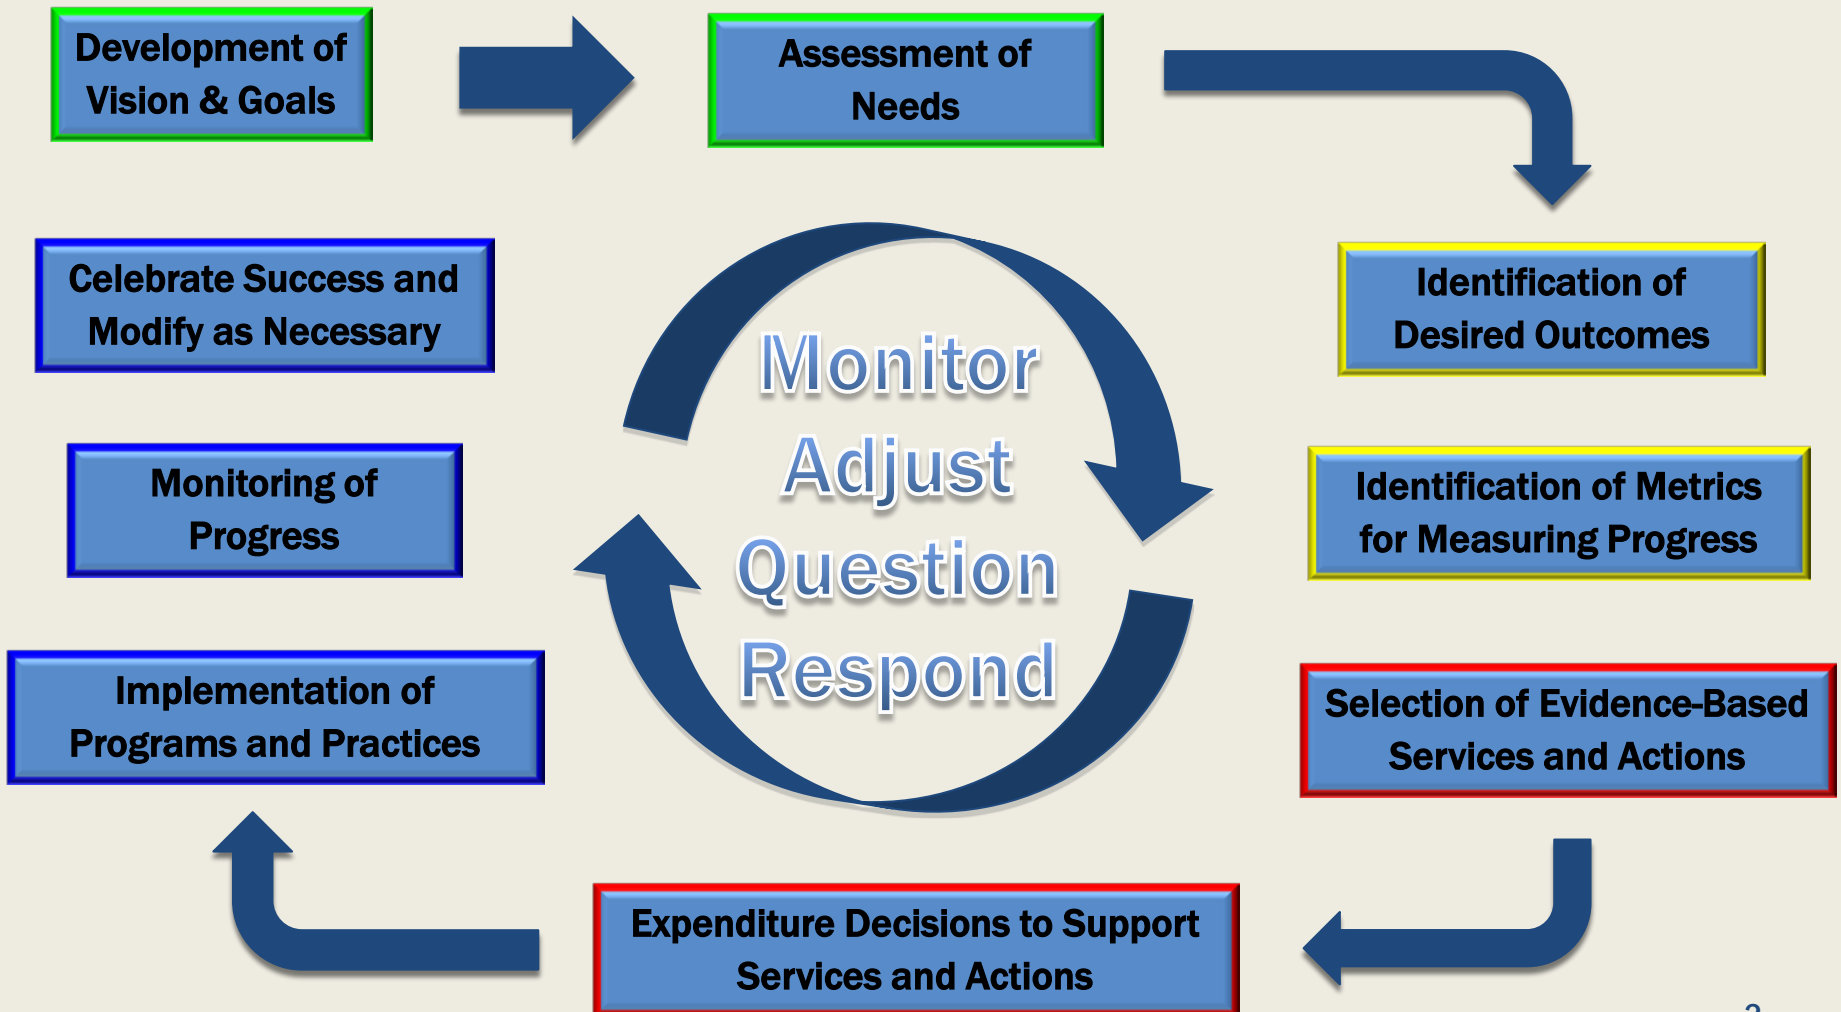 Development of
Vision & Goals
Assessment of
Needs
Identification of
Desired Outcomes
Identification of Metrics
for Measuring Progress
Selection of Evidence-Based
Services and Actions
Expenditure Decisions to Support
Services and Actions
Implementation of
Programs and Practices
Monitoring of
Progress
Celebrate Success and
Modify as Necessary
Monitor
Adjust
Question
Respond